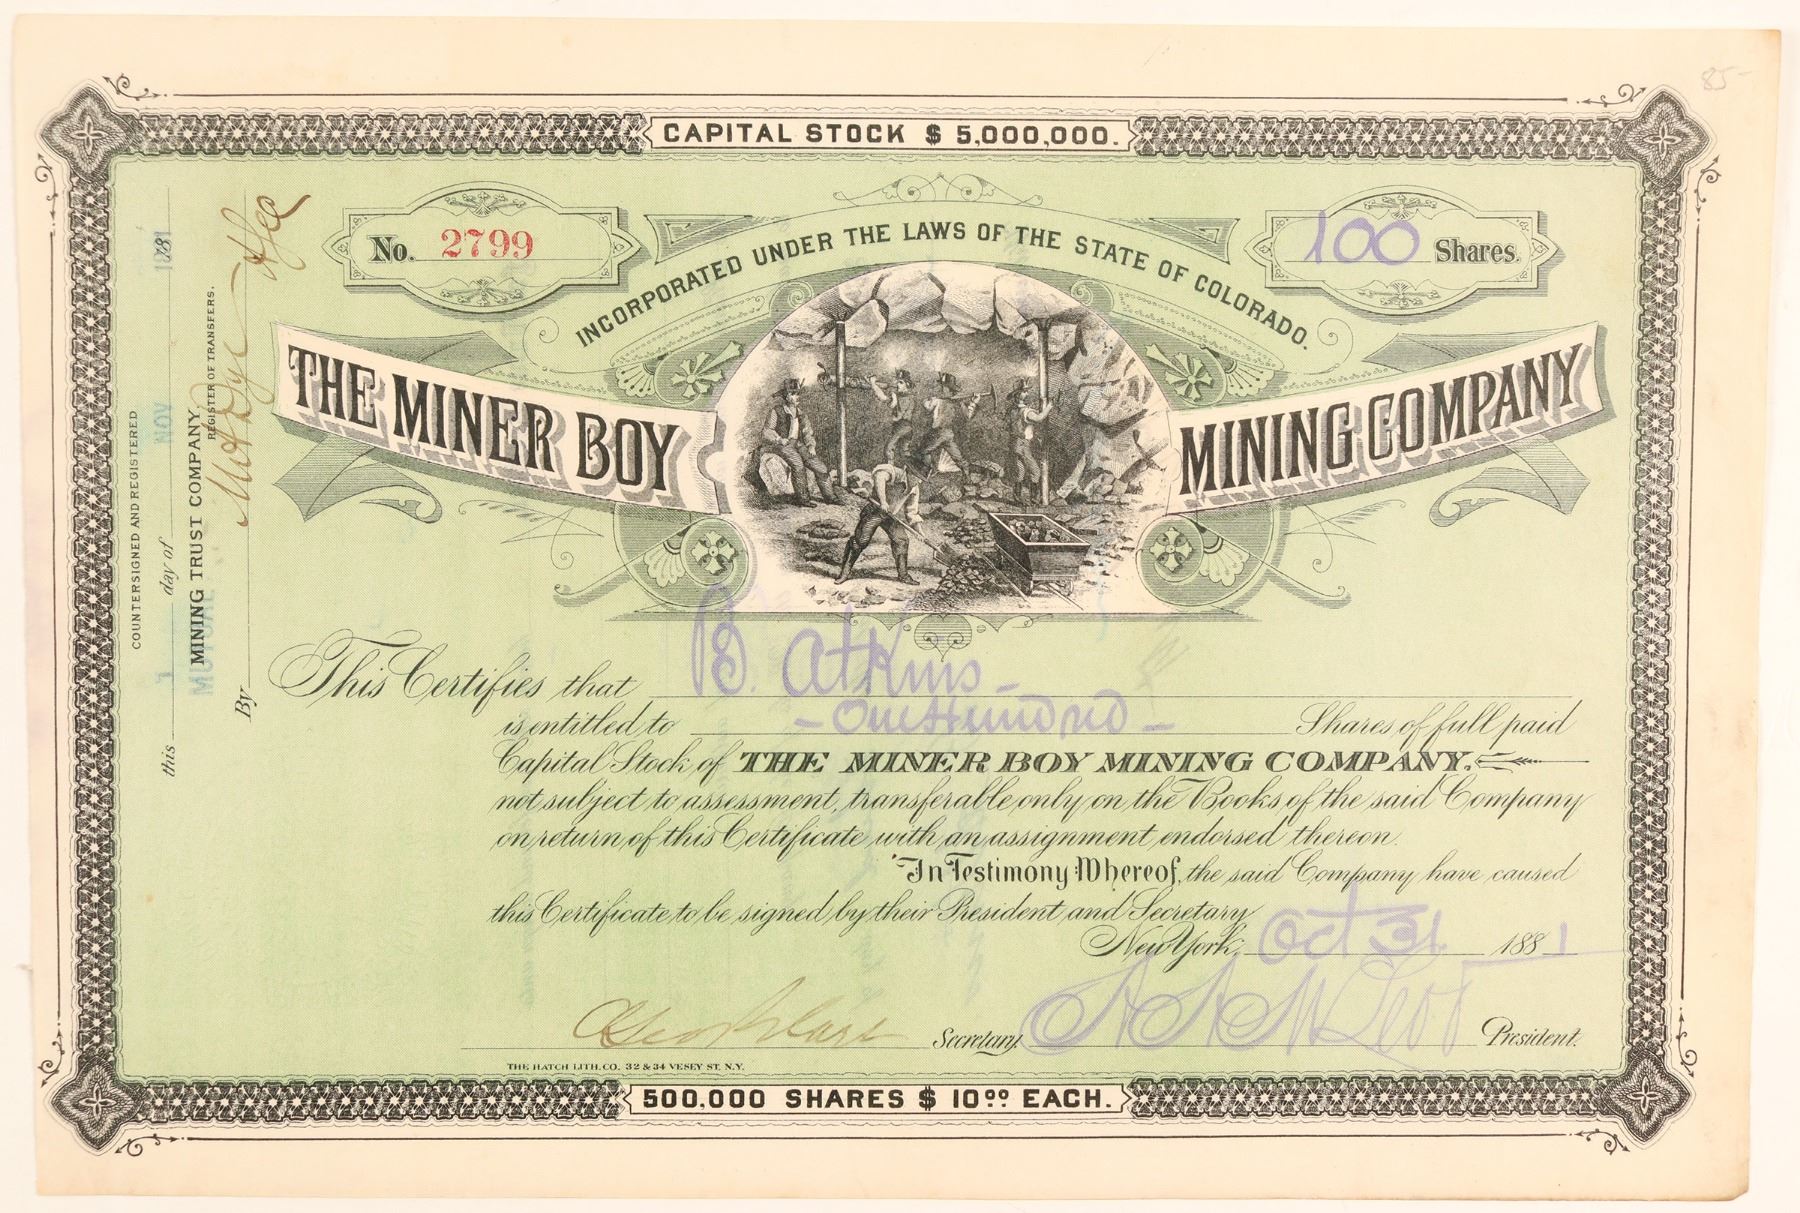 85-
CAPITAL STOCK $ 5,000,000.
No. 2799
100 Shares.
INCORPORATED UNDER THE LAWS OF THE STATE OF COLORADO.
THE MINER BOY MINING COMPANY
This Certifies that B. Atkins
is entitled to - One Hundred - Shares of full paid
Capital Stock of THE MINER BOY MINING COMPANY.
not subject to assessment, transferable only on the Books of the said Company
on return of this Certificate with an assignment endorsed thereon.
In Testimony Whereof, the said Company have caused
this Certificate to be signed by their President and Secretary
New York, Oct 31 1881
Secretary.
President.
THE HATCH LITH. CO. 32 & 34 VESEY ST. N.Y.
500,000 SHARES $ 10.00 EACH.
COUNTERSIGNED AND REGISTERED
this 1 day of NOV 1881
MUTUAL
MINING TRUST COMPANY,
REGISTER OF TRANSFERS.
By